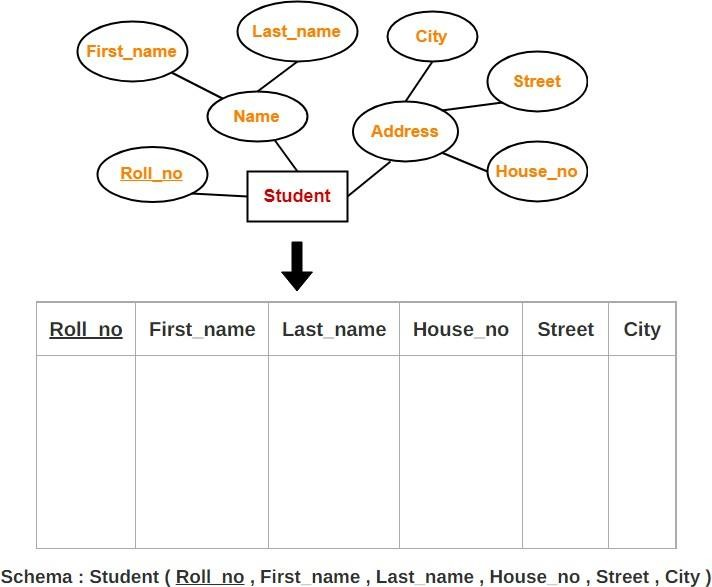 Last_name
City
First_name
Street
Name
Address
Roll_no
House_no
Student
Roll_no First_name Last_name House_no Street City
Schema : Student ( Roll_no , First_name , Last_name , House_no , Street , City )